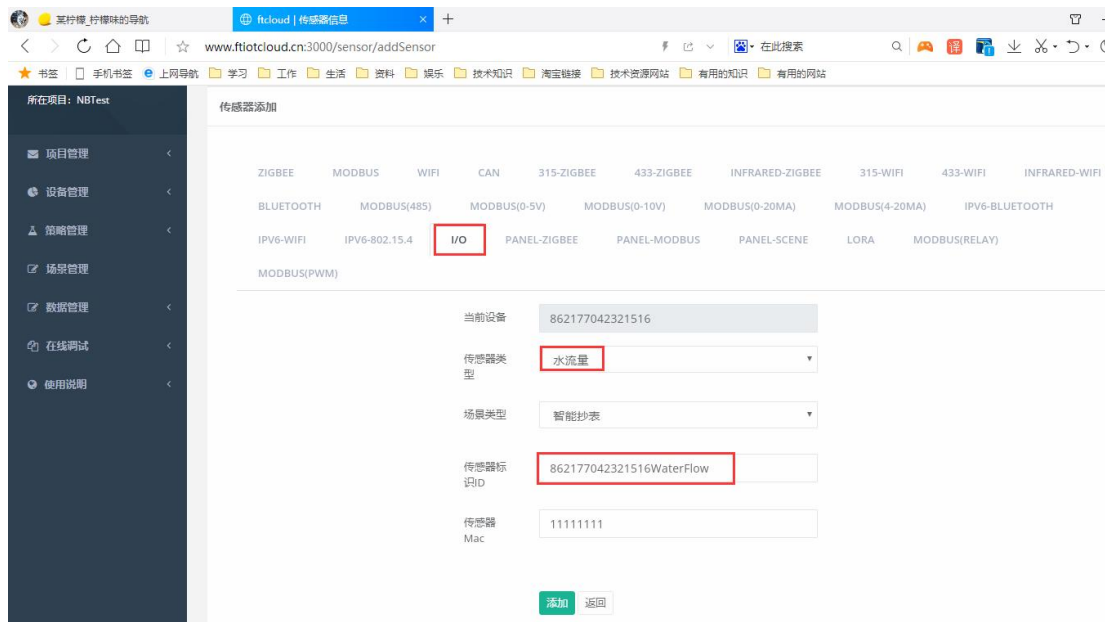 某柠檬_柠檬味的导航
ftcloud | 传感器信息
www.ftiotcloud.cn:3000/sensor/addSensor
在此搜索
译
书签 手机书签 上网导航 学习 工作 生活 资料 娱乐 技术知识 淘宝链接 技术资源网站 有用的知识 有用的网站
所在项目：NBTest
传感器添加
项目管理
设备管理
策略管理
场景管理
数据管理
在线调试
使用说明
ZIGBEE MODBUS WIFI CAN 315-ZIGBEE 433-ZIGBEE INFRARED-ZIGBEE 315-WIFI 433-WIFI INFRARED-WIFI
BLUETOOTH MODBUS(485) MODBUS(0-5V) MODBUS(0-10V) MODBUS(0-20MA) MODBUS(4-20MA) IPV6-BLUETOOTH
IPV6-WIFI IPV6-802.15.4 I/O PANEL-ZIGBEE PANEL-MODBUS PANEL-SCENE LORA MODBUS(RELAY)
MODBUS(PWM)
当前设备 862177042321516
传感器类
型
水流量
场景类型 智能抄表
传感器标
识ID
862177042321516WaterFlow
传感器
Mac
11111111
添加 返回